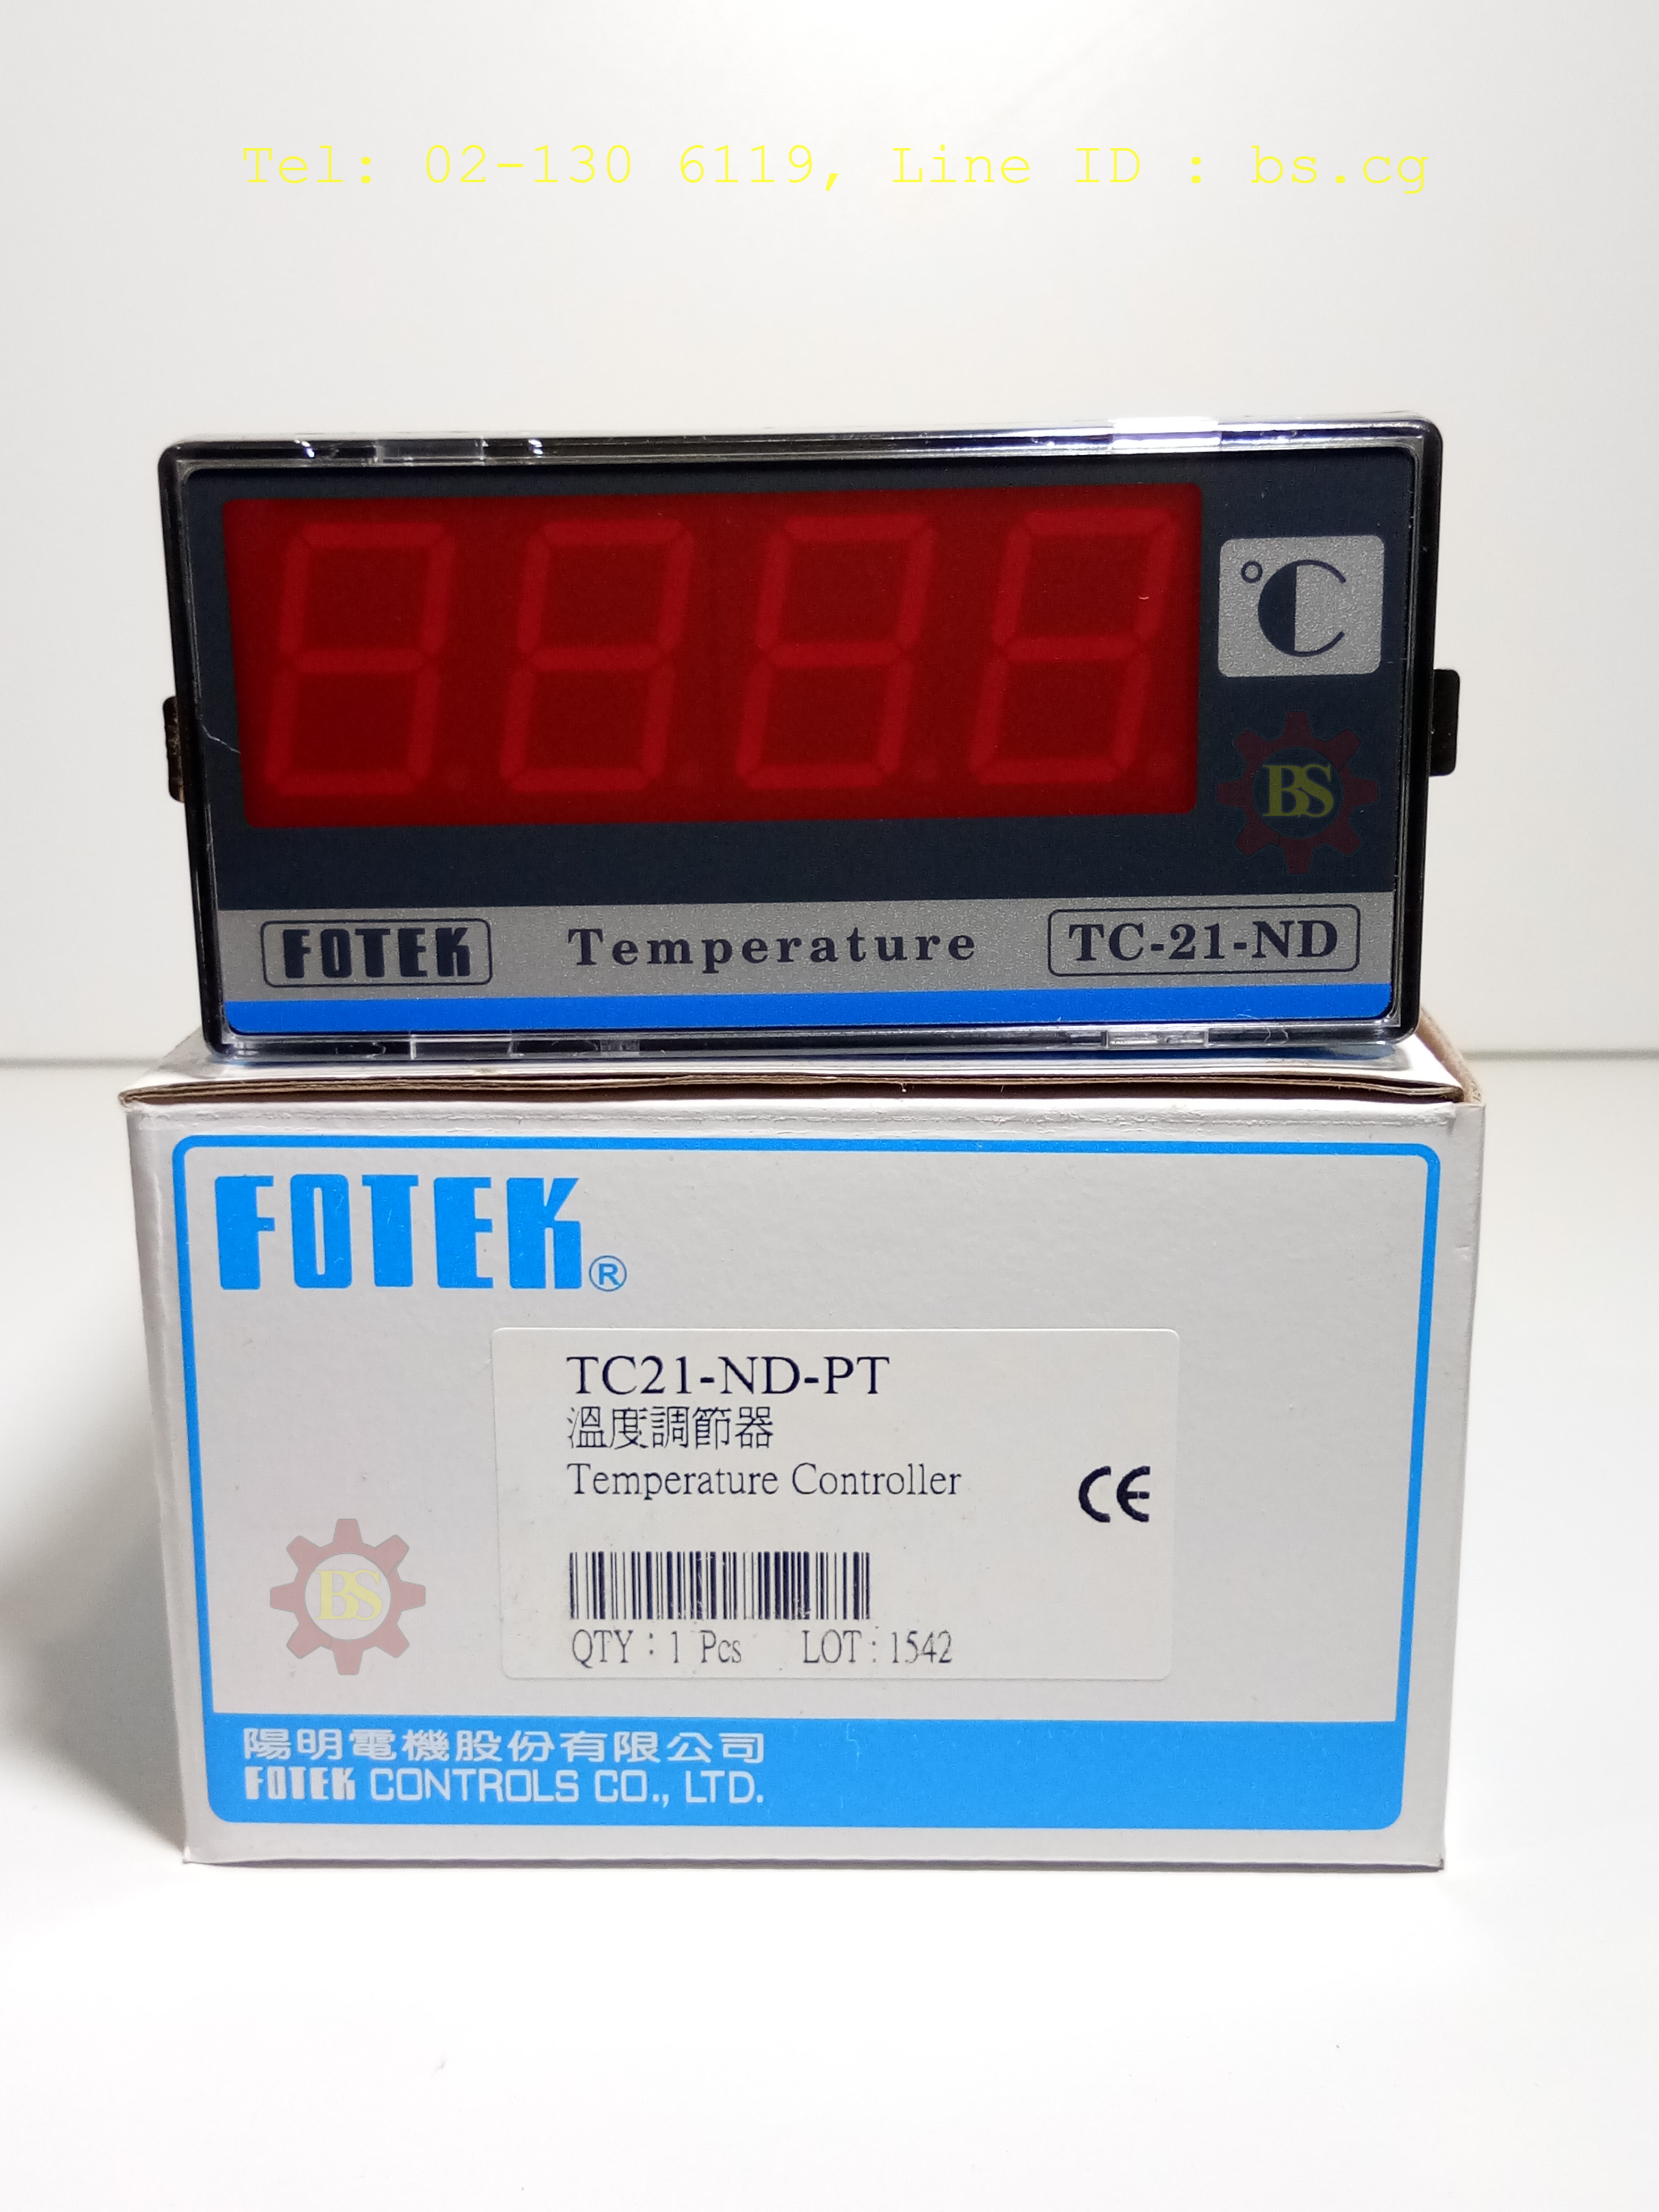 Tel: 02-130 6119, Line ID : bs.cg
°C
BS
FOTEK Temperature TC-21-ND
FOTEK®
TC21-ND-PT
溫度調節器
Temperature Controller
CE
BS
QTY : 1 Pcs LOT : 1542
陽明電機股份有限公司
FOTEK CONTROLS CO., LTD.